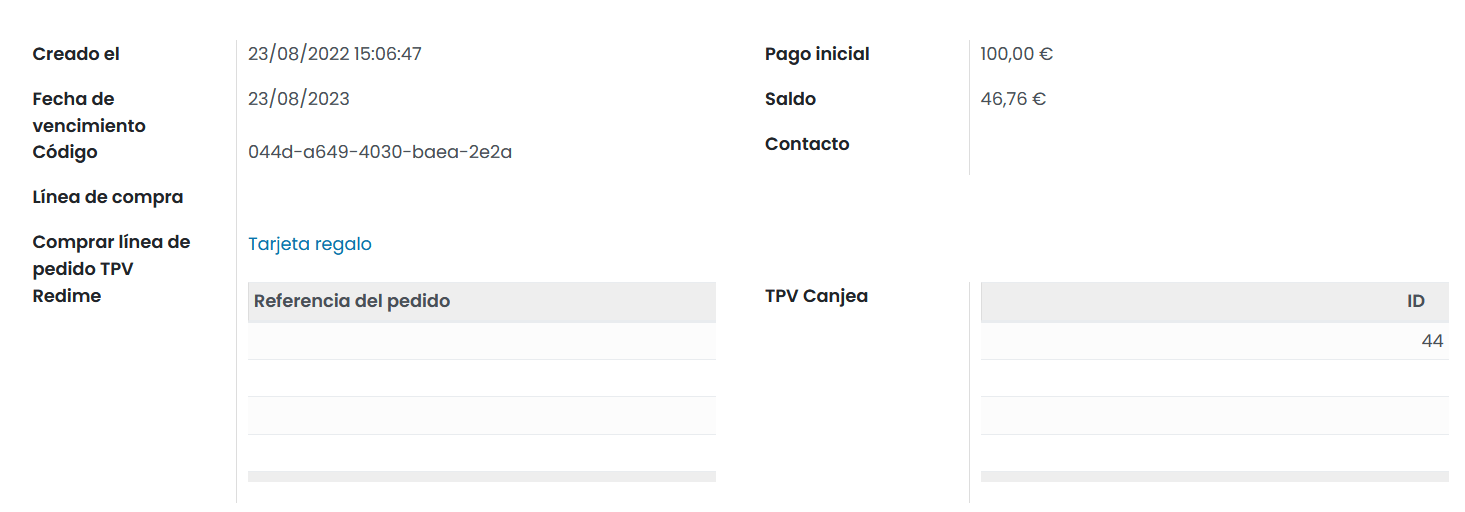 Creado el 23/08/2022 15:06:47
Fecha de vencimiento 23/08/2023
Código 044d-a649-4030-baea-2e2a
Línea de compra
Comprar línea de pedido TPV Tarjeta regalo
Pago inicial 100,00 €
Saldo 46,76 €
Contacto
Redime
Referencia del pedido
TPV Canjea
ID
44